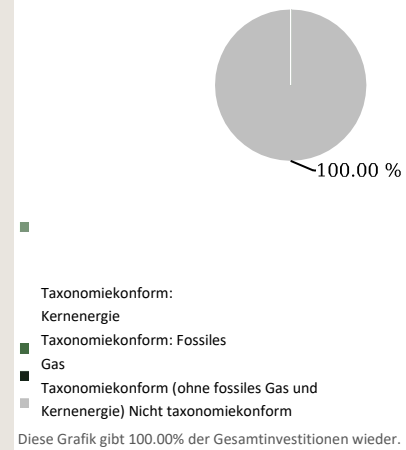 100.00 %
Taxonomiekonform:
Kernenergie
Taxonomiekonform: Fossiles
Gas
Taxonomiekonform (ohne fossiles Gas und
Kernenergie) Nicht taxonomiekonform
Diese Grafik gibt 100.00% der Gesamtinvestitionen wieder.